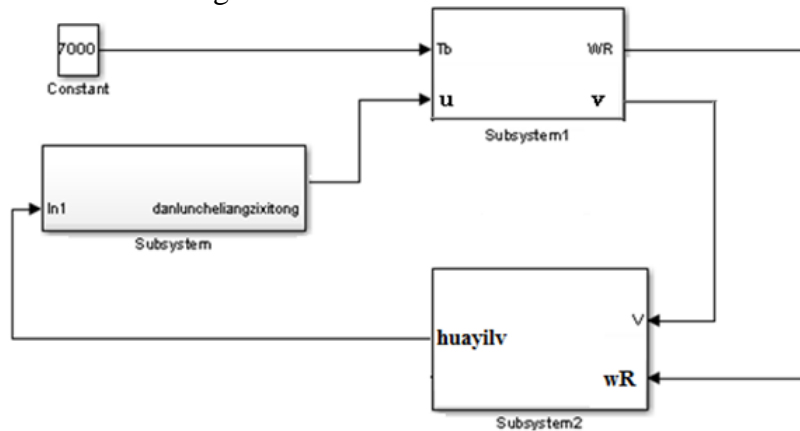 7000
Constant
Tb
WR
u
v
Subsystem1
In1
danluncheliangzixitong
Subsystem
huayilv
V
wR
Subsystem2